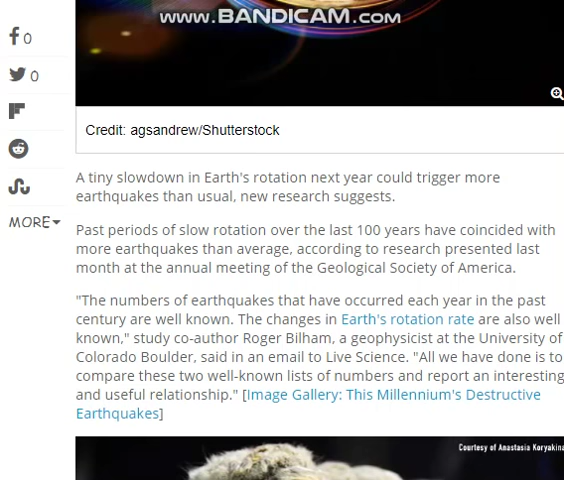 www.BANDICAM.com
0
0
MORE
Credit: agsandrew/Shutterstock
A tiny slowdown in Earth's rotation next year could trigger more
earthquakes than usual, new research suggests.
Past periods of slow rotation over the last 100 years have coincided with
more earthquakes than average, according to research presented last
month at the annual meeting of the Geological Society of America.
"The numbers of earthquakes that have occurred each year in the past
century are well known. The changes in Earth's rotation rate are also well
known," study co-author Roger Bilham, a geophysicist at the University of
Colorado Boulder, said in an email to Live Science. "All we have done is to
compare these two well-known lists of numbers and report an interesting
and useful relationship." [Image Gallery: This Millennium's Destructive
Earthquakes]
Courtesy of Anastasia Koryakina